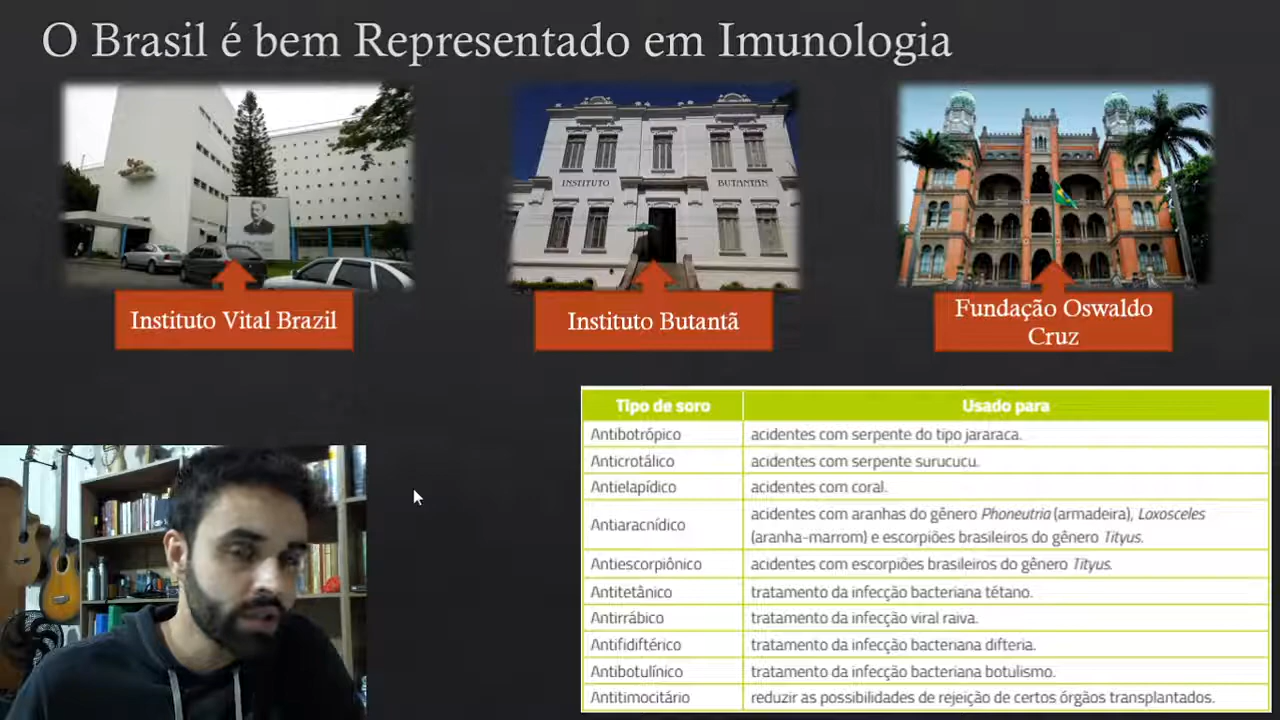 O Brasil é bem Representado em Imunologia
INSTITUTO BUTANTAN
Instituto Vital Brazil
Instituto Butantã
Fundação Oswaldo
Cruz
Tipo de soro Usado para
Antibotrópico acidentes com serpente do tipo jararaca.
Anticrotálico acidentes com serpente surucucu.
Antielapídico acidentes com coral.
Antiaracnídico acidentes com aranhas do gênero Phoneutria (armadeira), Loxosceles
(aranha-marrom) e escorpiões brasileiros do gênero Tityus.
Antiescorpiônico acidentes com escorpiões brasileiros do gênero Tityus.
Antitetânico tratamento da infecção bacteriana tétano.
Antirrábico tratamento da infecção viral raiva.
Antifidiftérico tratamento da infecção bacteriana difteria.
Antibotulínico tratamento da infecção bacteriana botulismo.
Antitimocitário reduzir as possibilidades de rejeição de certos órgãos transplantados.